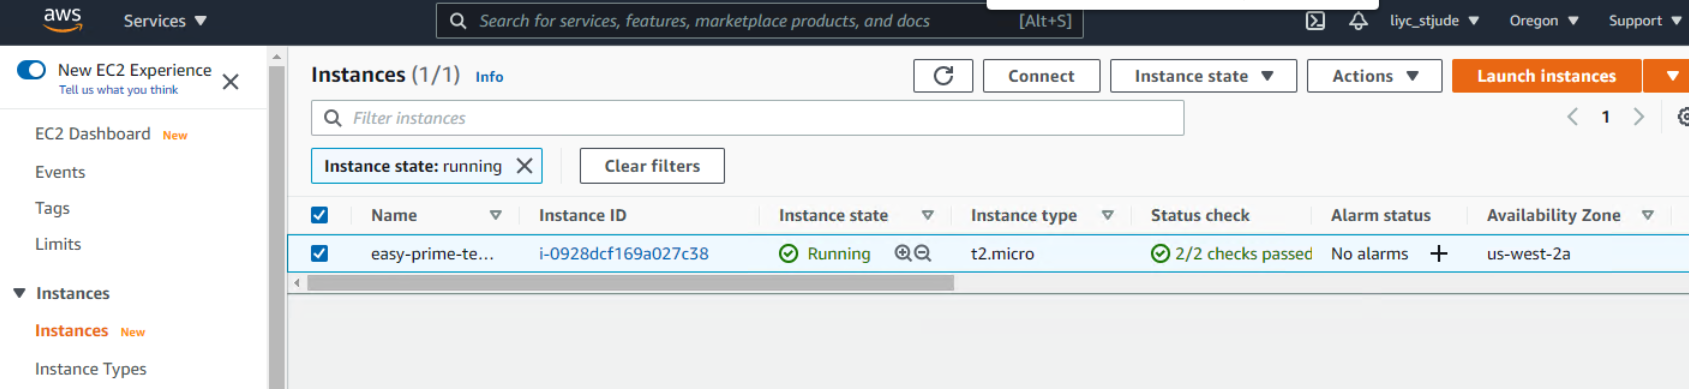 aws
Services
Search for services, features, marketplace products, and docs
[Alt+S]
liyc_stjude
Oregon
Support
New EC2 Experience
Tell us what you think
EC2 Dashboard New
Events
Tags
Limits
Instances
Instances New
Instance Types
Instances (1/1) Info
Connect
Instance state
Actions
Launch instances
Filter instances
1
Instance state: running
Clear filters
Name Instance ID Instance state Instance type Status check Alarm status Availability Zone
easy-prime-te... i-0928dcf169a027c38 Running t2.micro 2/2 checks passed No alarms us-west-2a